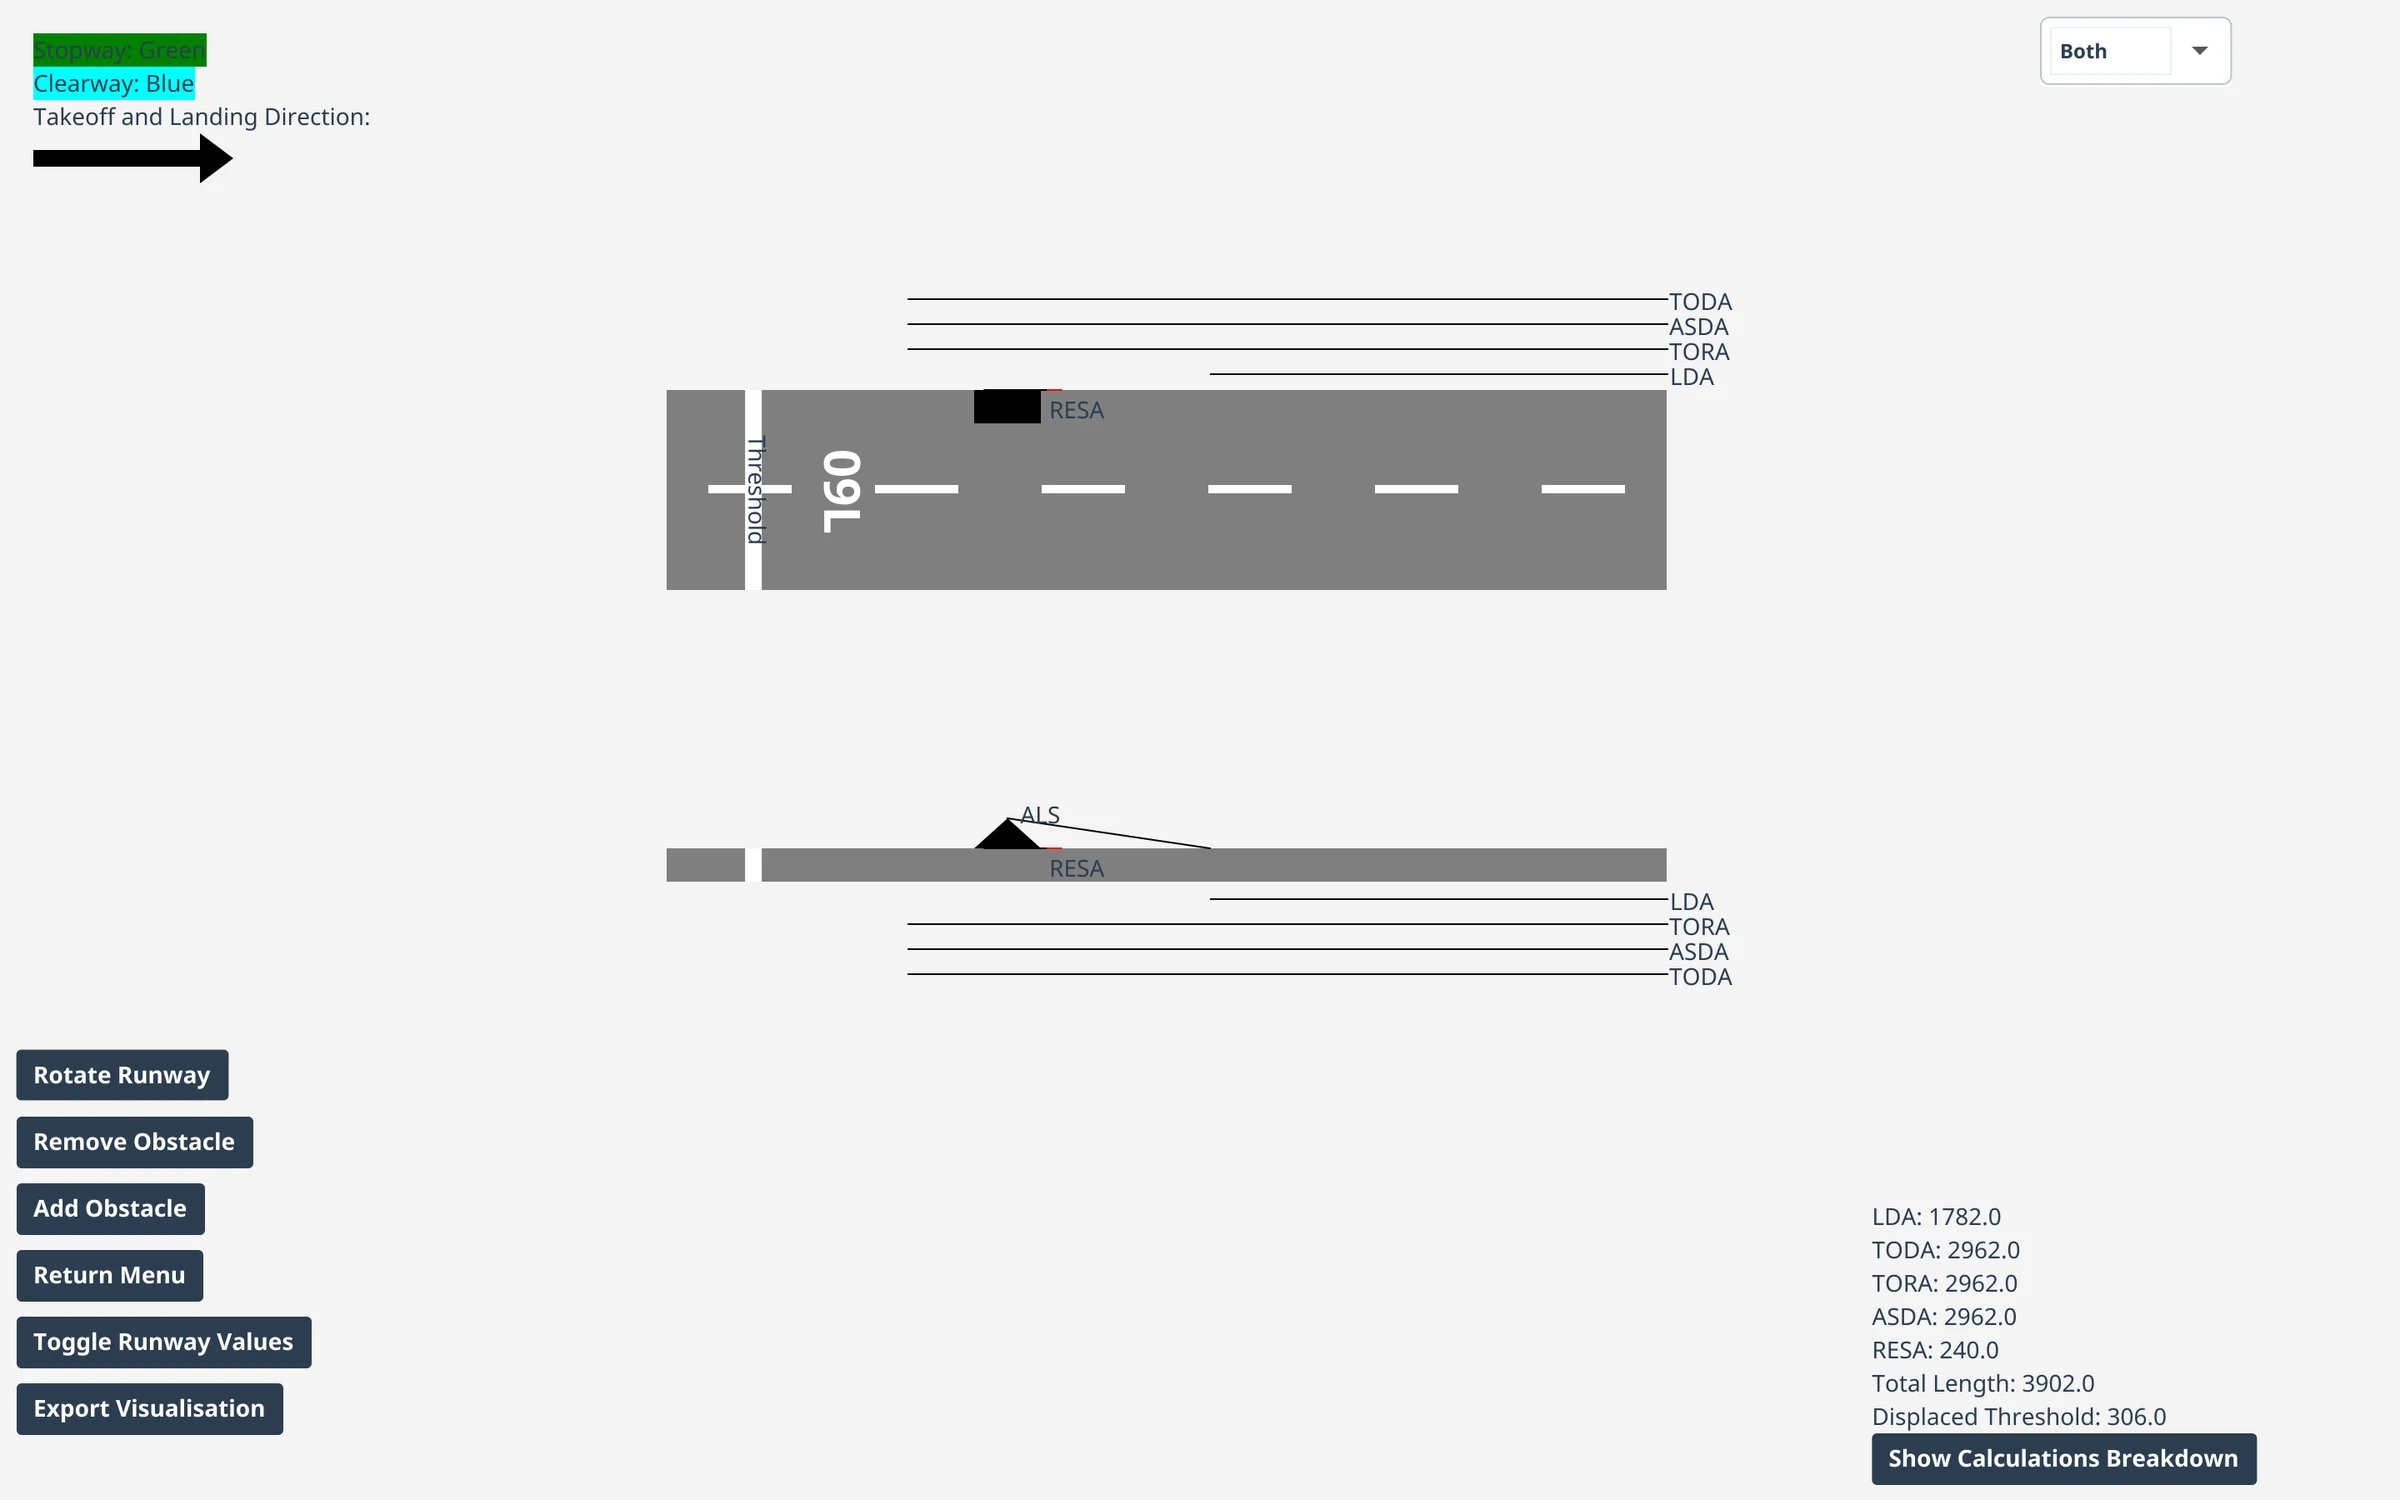 Stopway: Green
Clearway: Blue
Takeoff and Landing Direction:
Both
TODA
ASDA
TORA
LDA
RESA
Threshold
09L
ALS
RESA
LDA
TORA
ASDA
TODA
Rotate Runway
Remove Obstacle
Add Obstacle
Return Menu
Toggle Runway Values
Export Visualisation
LDA: 1782.0
TODA: 2962.0
TORA: 2962.0
ASDA: 2962.0
RESA: 240.0
Total Length: 3902.0
Displaced Threshold: 306.0
Show Calculations Breakdown